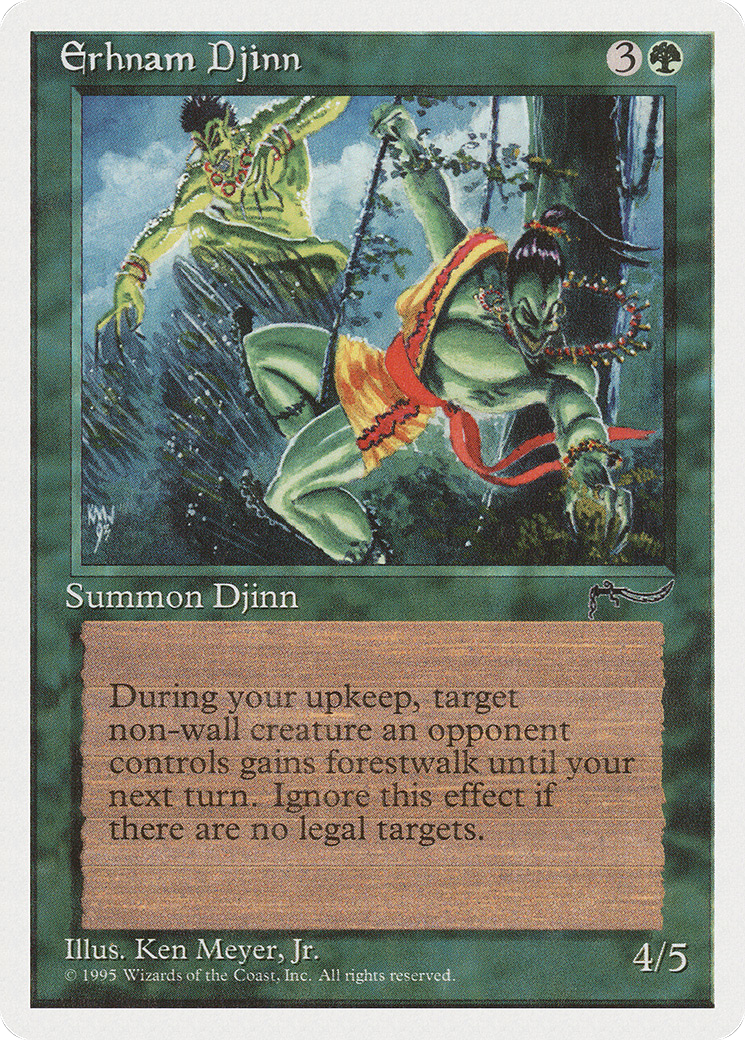 Erhnam Djinn
3
KMJ
95
Summon Djinn
During your upkeep, target
non-wall creature an opponent
controls gains forestwalk until your
next turn. Ignore this effect if
there are no legal targets.
Illus. Ken Meyer, Jr.
4/5
© 1995 Wizards of the Coast, Inc. All rights reserved.